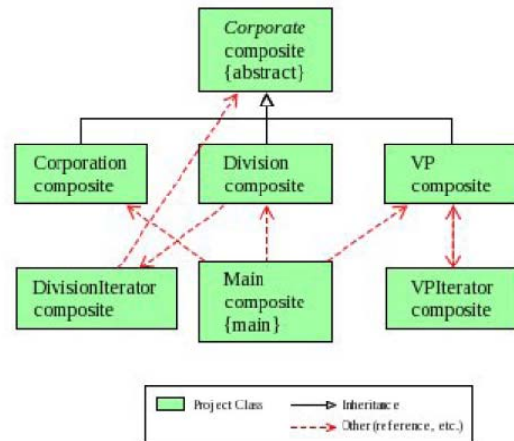 Corporate
composite
{abstract}
Corporation
composite
Division
composite
VP
composite
DivisionIterator
composite
Main
composite
{main}
VPIterator
composite
Project Class
Inheritance
Other (reference, etc.)